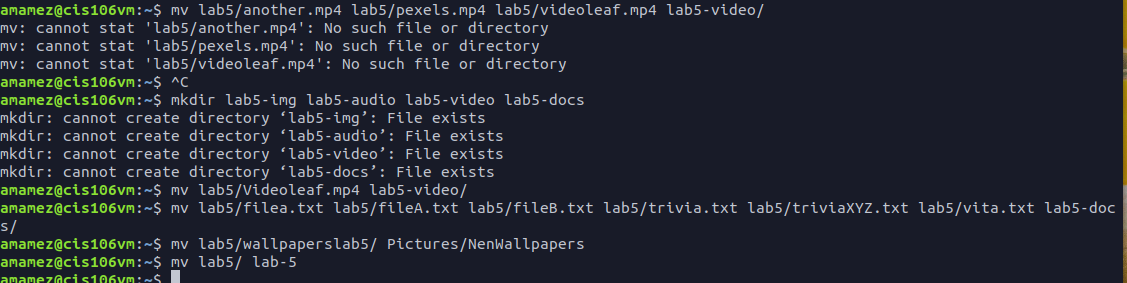 amamez@cis106vm:~$ mv lab5/another.mp4 lab5/pexels.mp4 lab5/videoleaf.mp4 lab5-video/
mv: cannot stat 'lab5/another.mp4': No such file or directory
mv: cannot stat 'lab5/pexels.mp4': No such file or directory
mv: cannot stat 'lab5/videoleaf.mp4': No such file or directory
amamez@cis106vm:~$ ^C
amamez@cis106vm:~$ mkdir lab5-img lab5-audio lab5-video lab5-docs
mkdir: cannot create directory ‘lab5-img’: File exists
mkdir: cannot create directory ‘lab5-audio’: File exists
mkdir: cannot create directory ‘lab5-video’: File exists
mkdir: cannot create directory ‘lab5-docs’: File exists
amamez@cis106vm:~$ mv lab5/Videoleaf.mp4 lab5-video/
amamez@cis106vm:~$ mv lab5/filea.txt lab5/fileA.txt lab5/fileB.txt lab5/trivia.txt lab5/triviaXYZ.txt lab5/vita.txt lab5-doc
s/
amamez@cis106vm:~$ mv lab5/wallpaperslab5/ Pictures/NenWallpapers
amamez@cis106vm:~$ mv lab5/ lab-5
amamez@cis106vm:~$